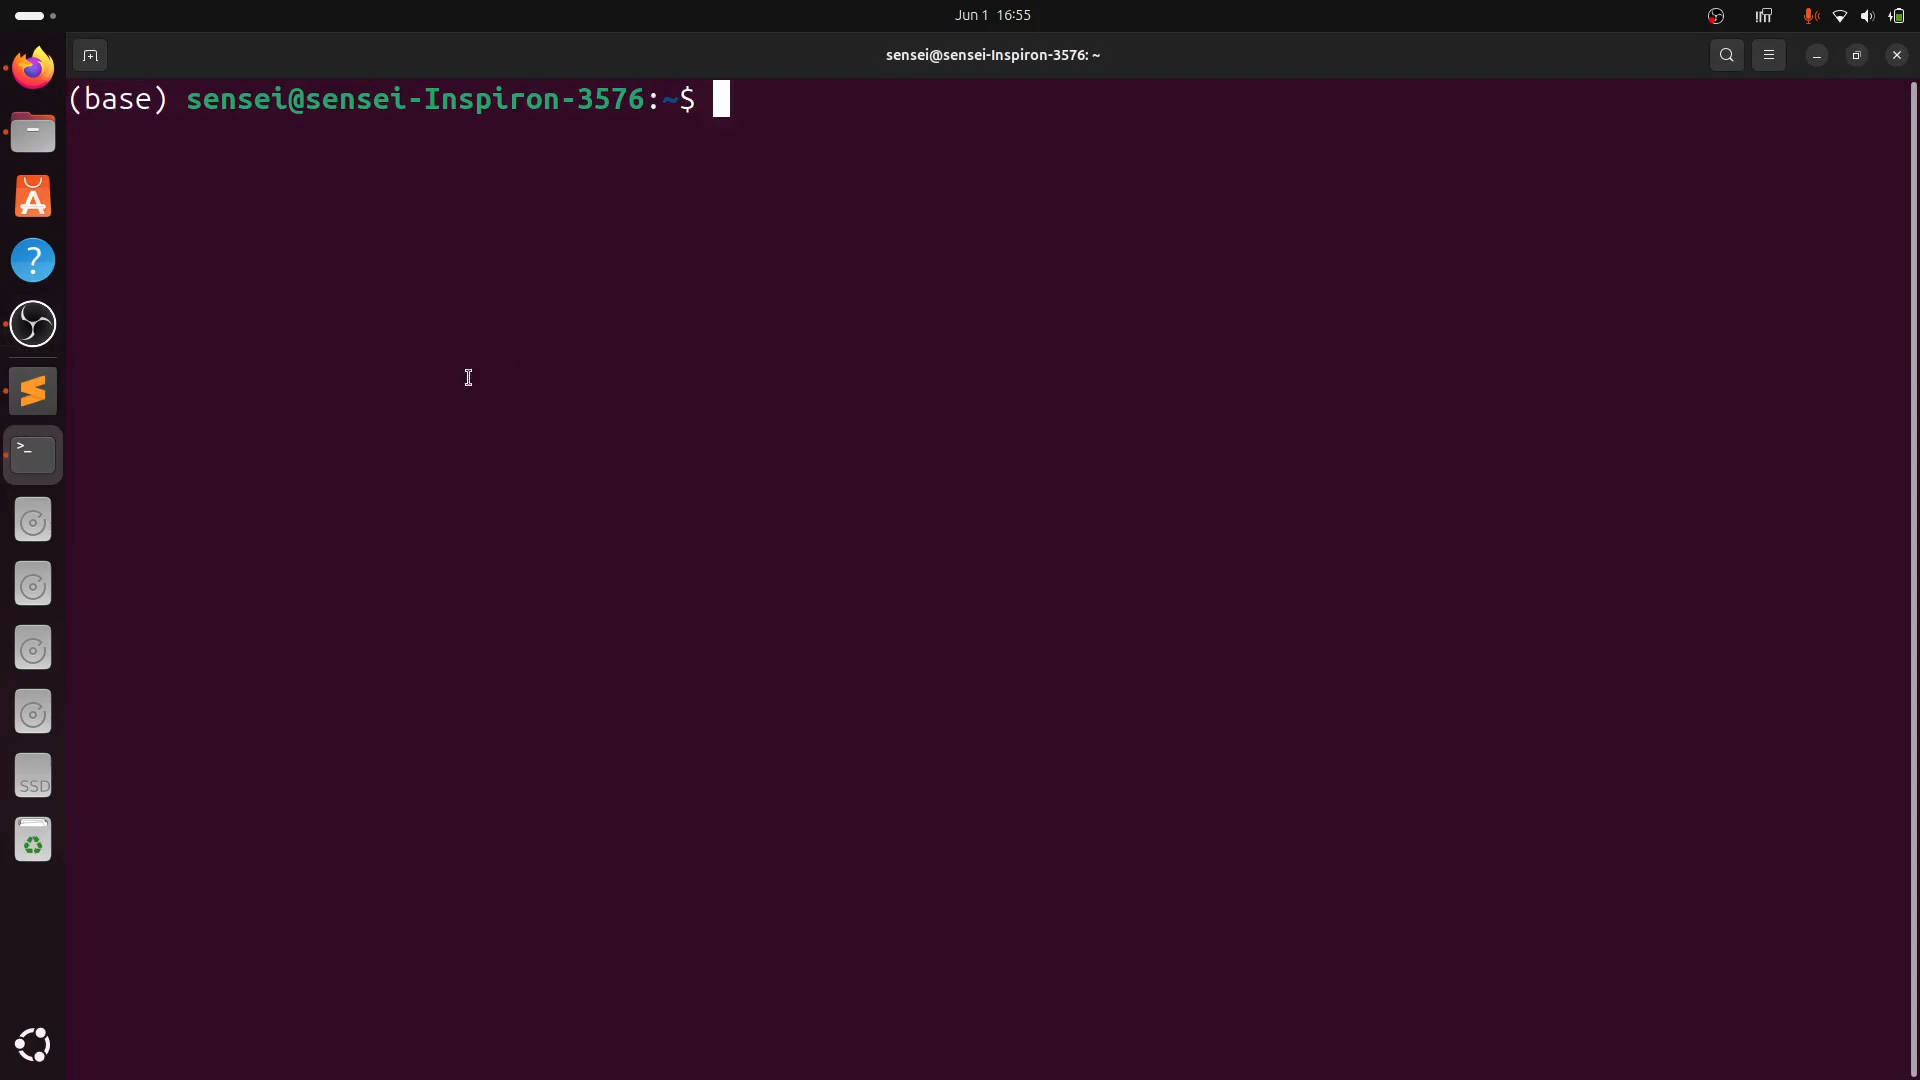 Jun 1 16:55
sensei@sensei-Inspiron-3576: ~
(base) sensei@sensei-Inspiron-3576:~$
>_
SSD